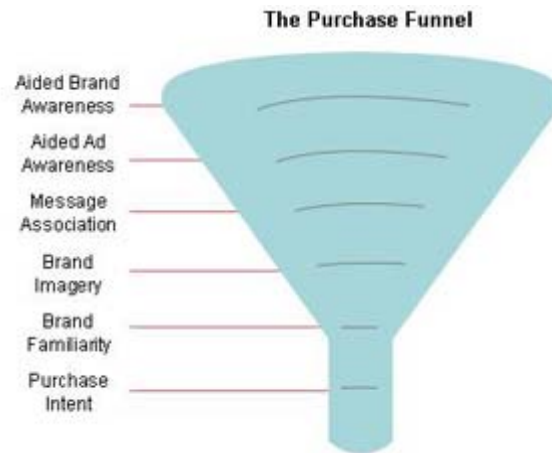 The Purchase Funnel
Aided Brand
Awareness
Aided Ad
Awareness
Message
Association
Brand
Imagery
Brand
Familiarity
Purchase
Intent